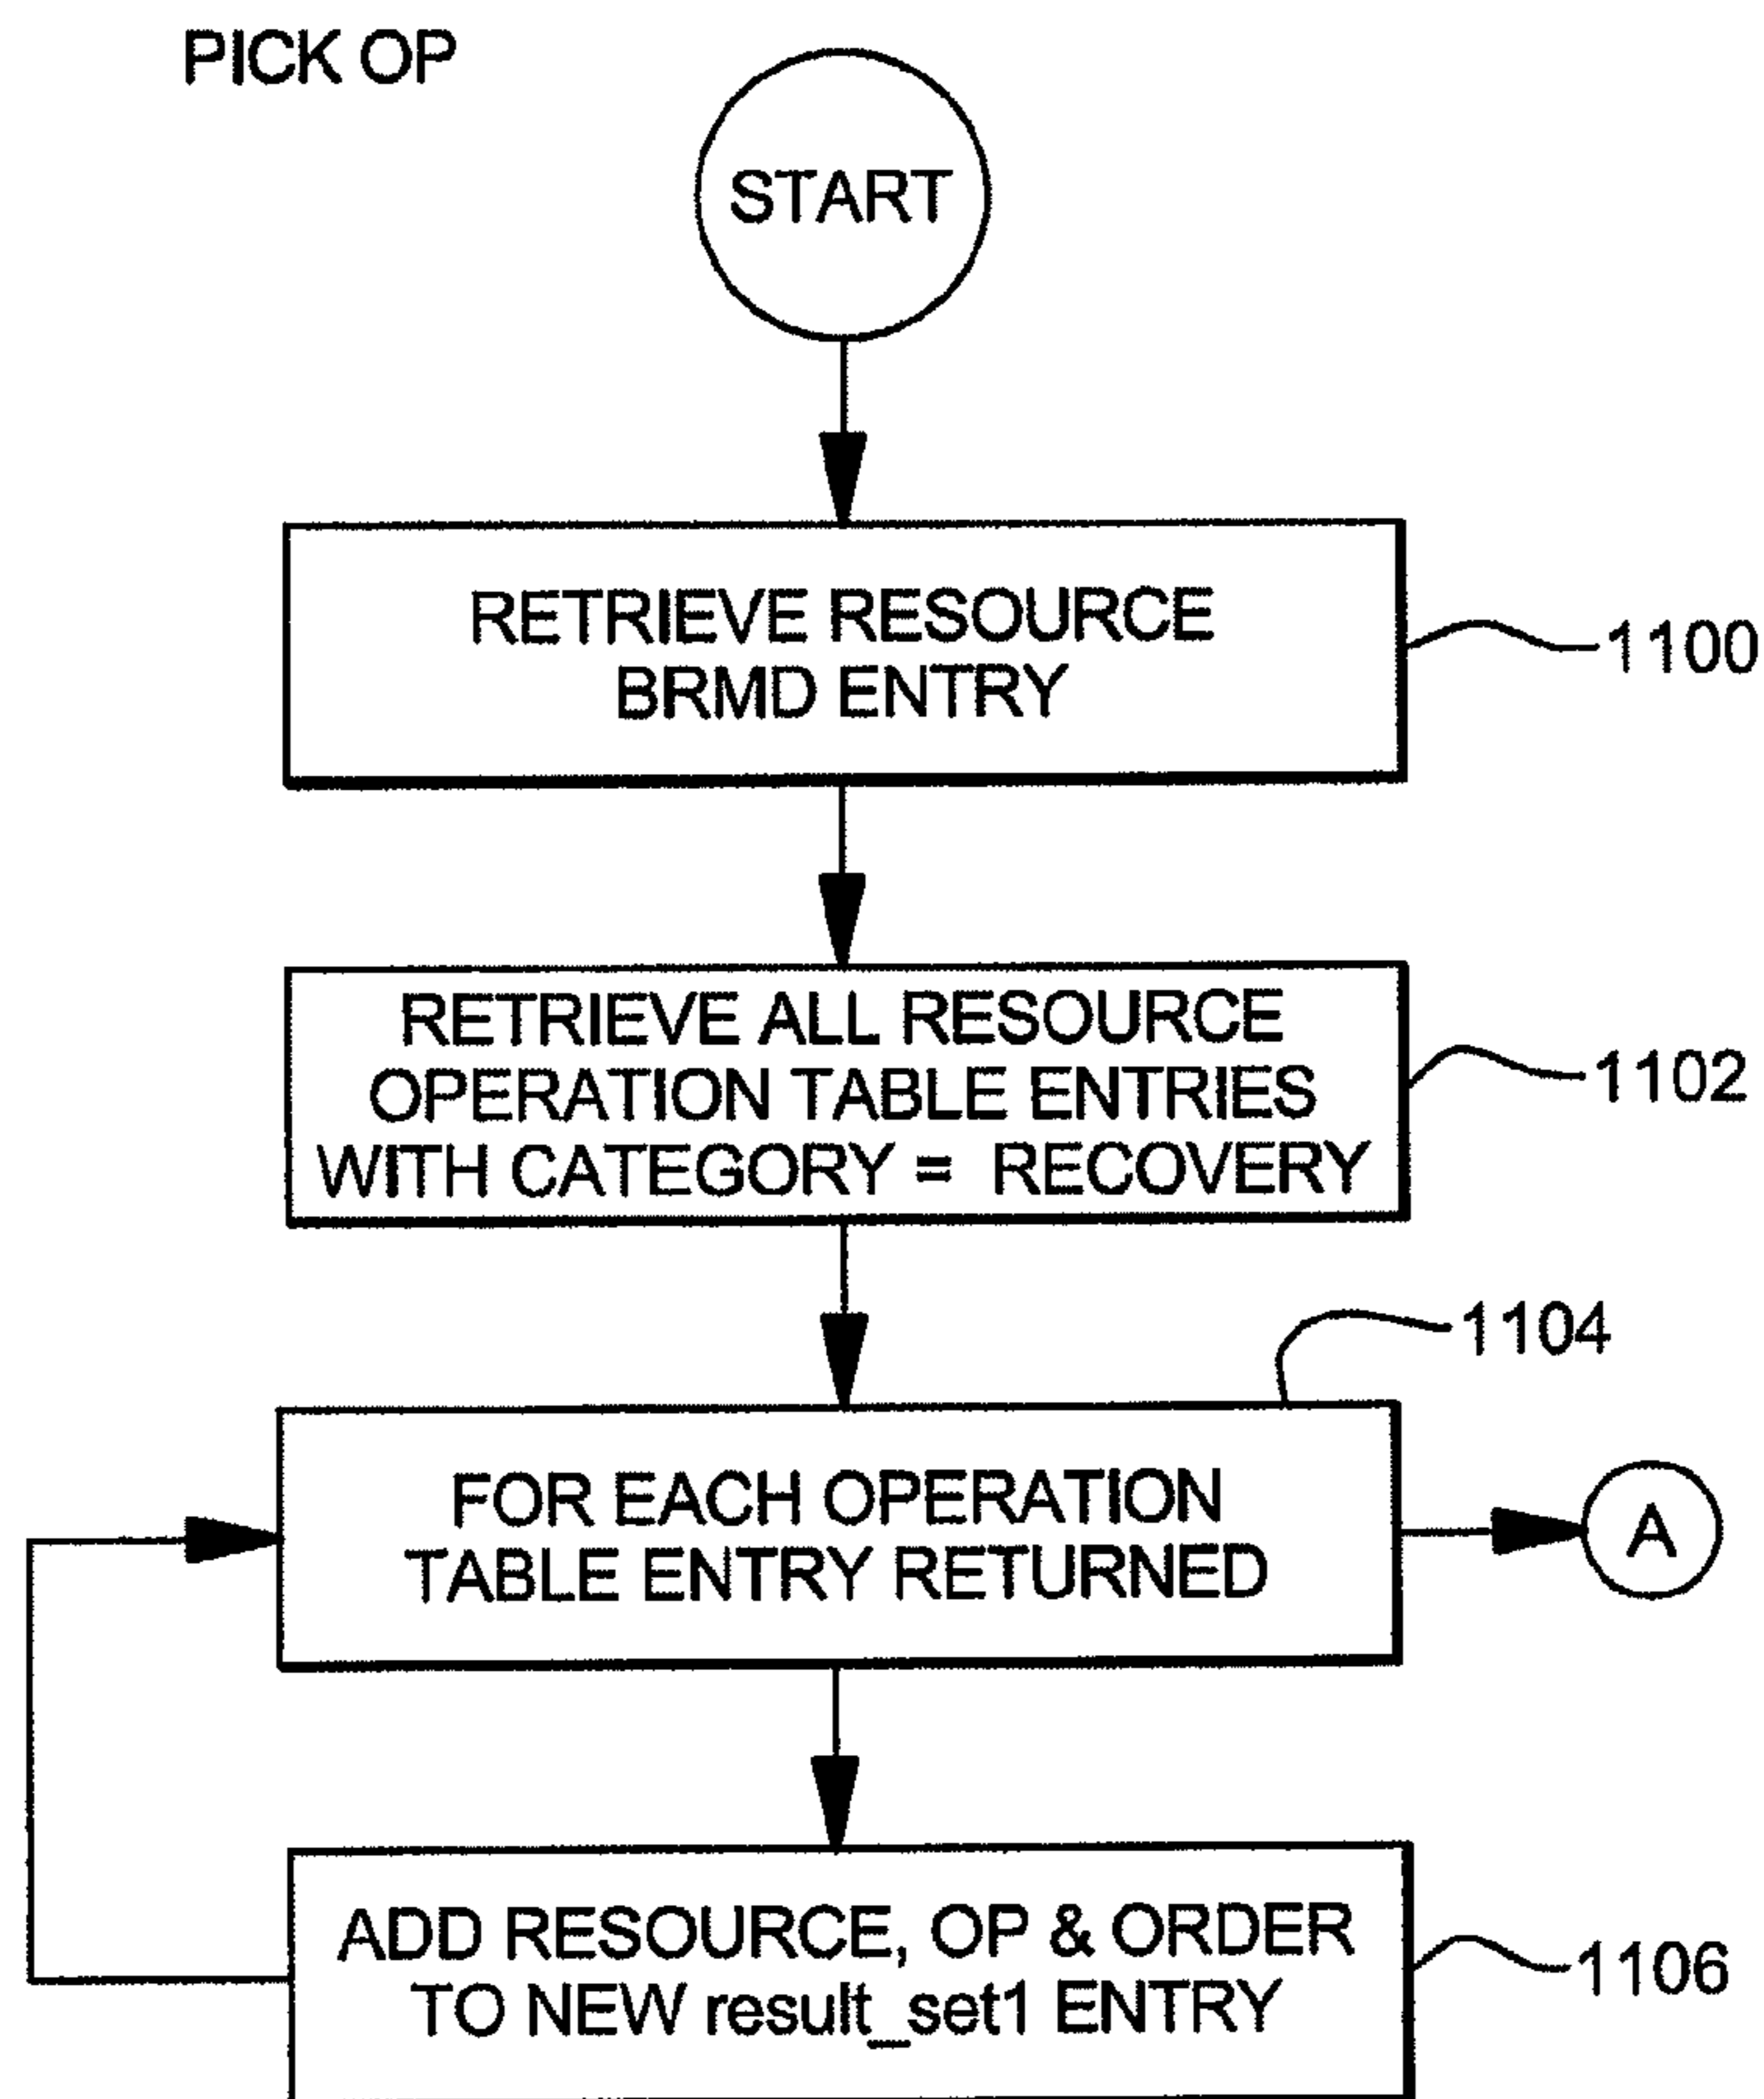 PICK OP
START
RETRIEVE RESOURCE
BRMD ENTRY
1100
RETRIEVE ALL RESOURCE
OPERATION TABLE ENTRIES
WITH CATEGORY = RECOVERY
1102
1104
FOR EACH OPERATION
TABLE ENTRY RETURNED
A
ADD RESOURCE, OP & ORDER
TO NEW result_set1 ENTRY
1106